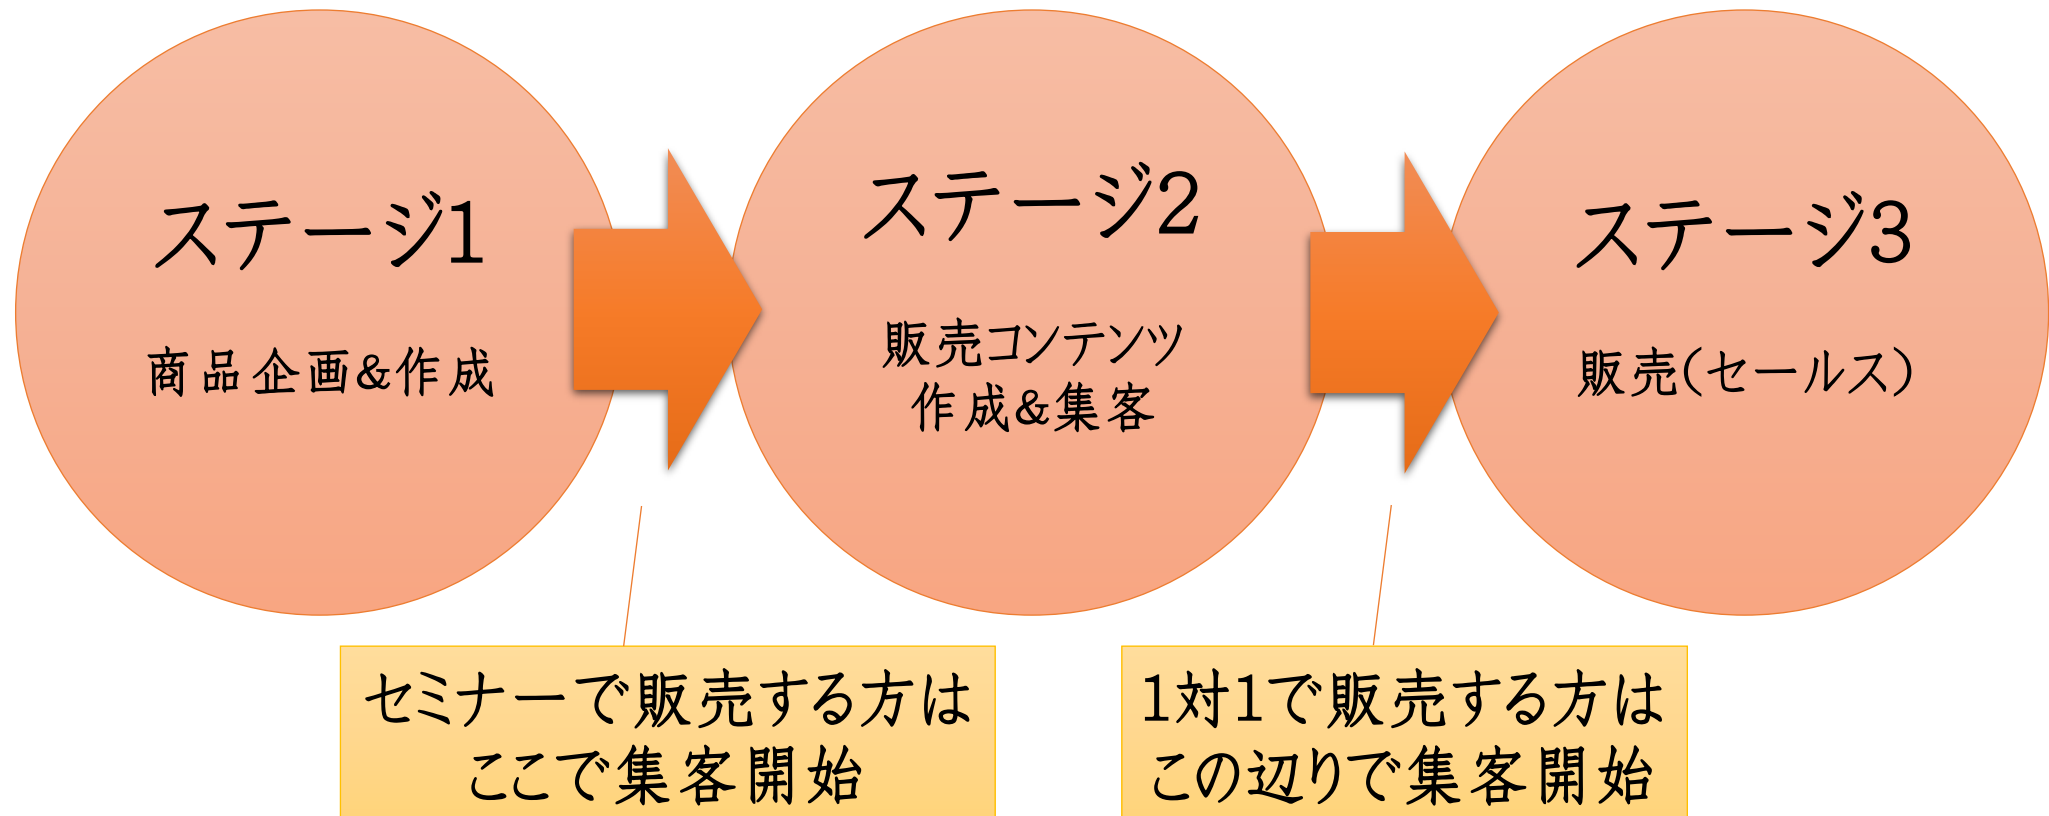 ステージ1
商品企画&作成
ステージ2
販売コンテンツ
作成&集客
ステージ3
販売(セールス)
セミナーで販売する方は
ここで集客開始
1対1で販売する方は
この辺りで集客開始